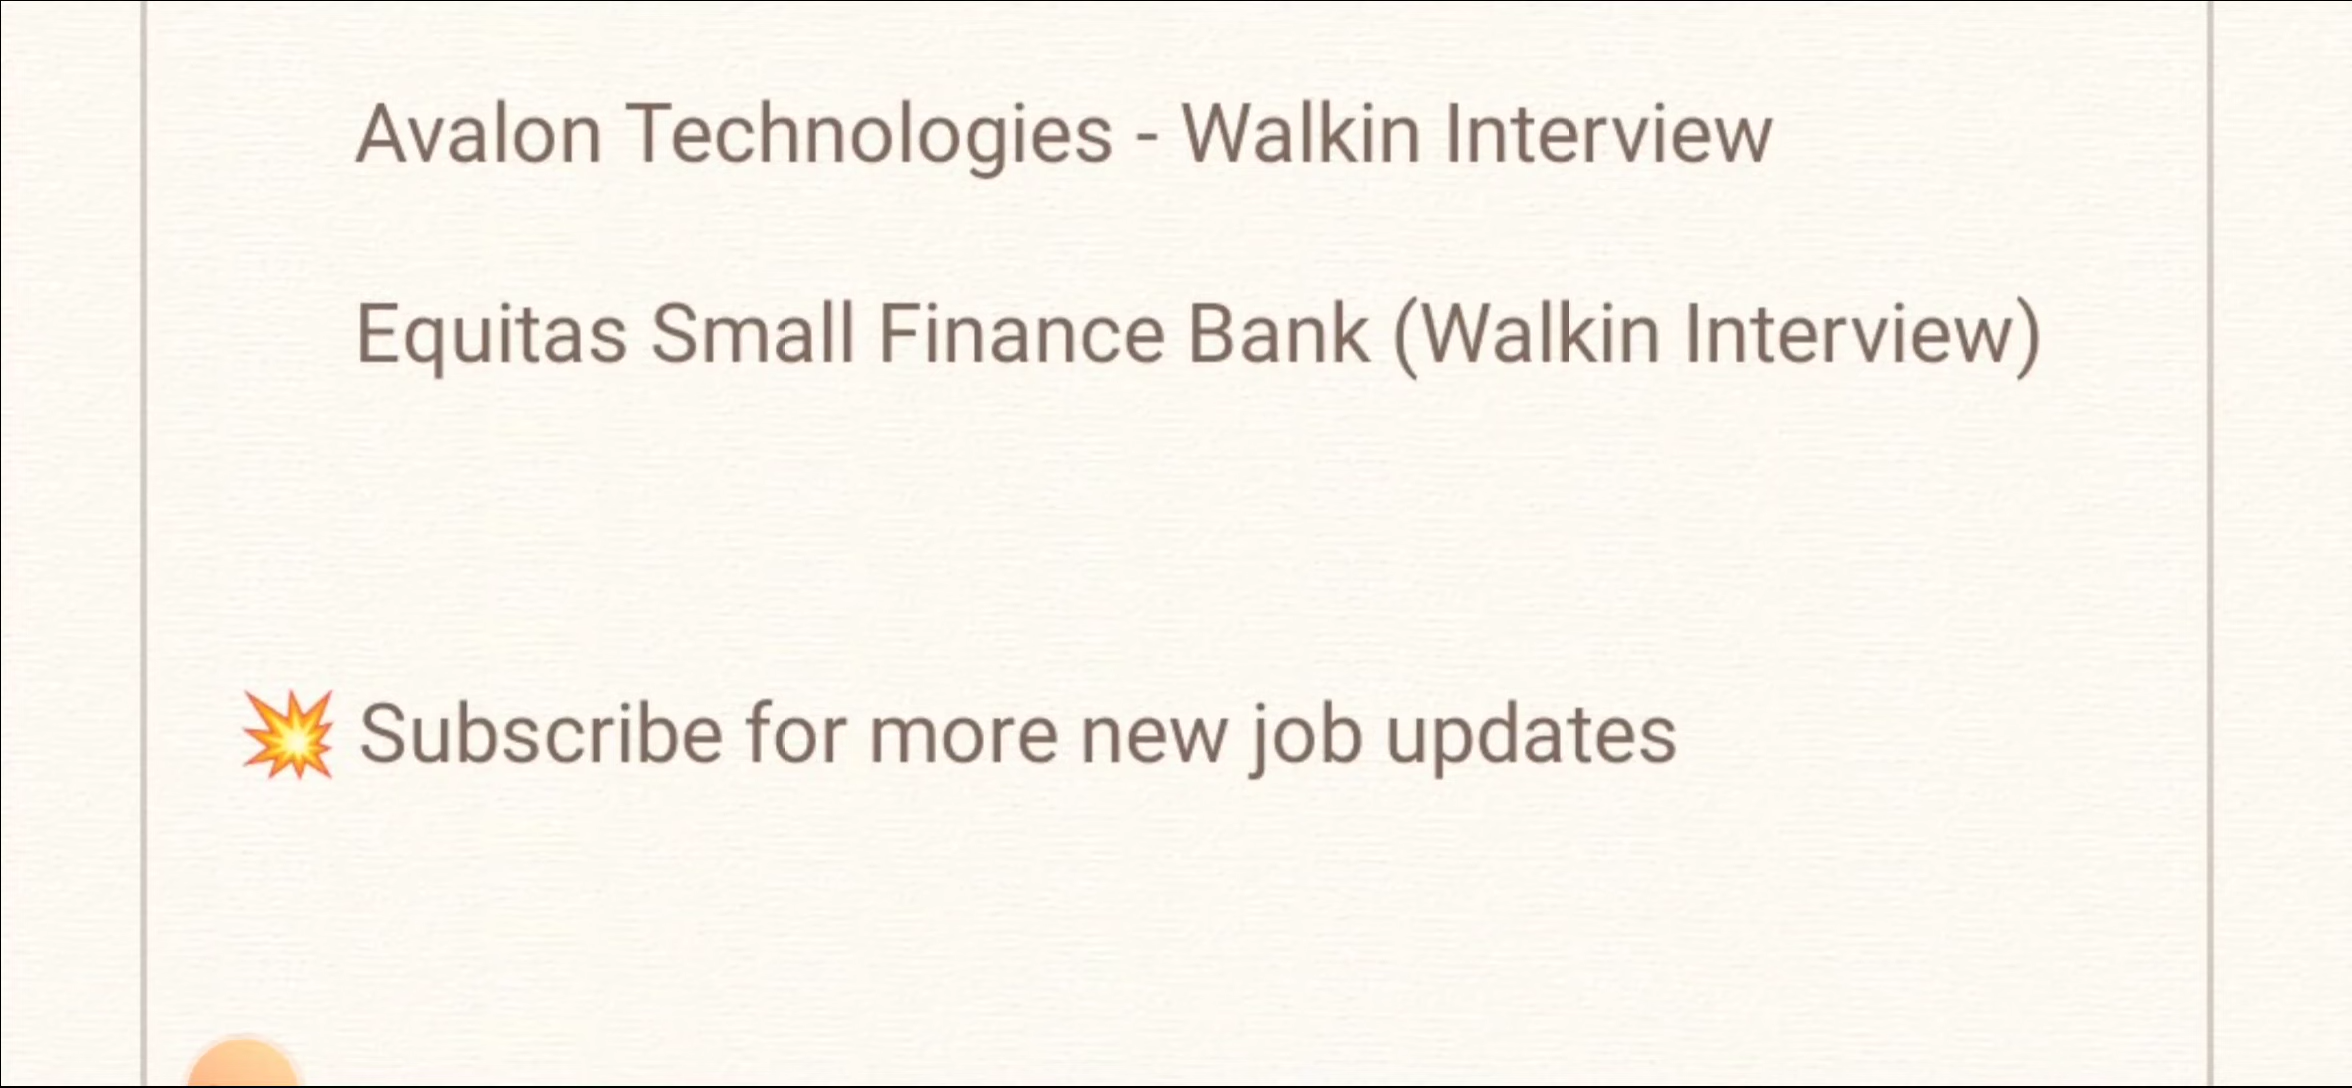 Avalon Technologies - Walkin Interview
Equitas Small Finance Bank (Walkin Interview)
💥 Subscribe for more new job updates